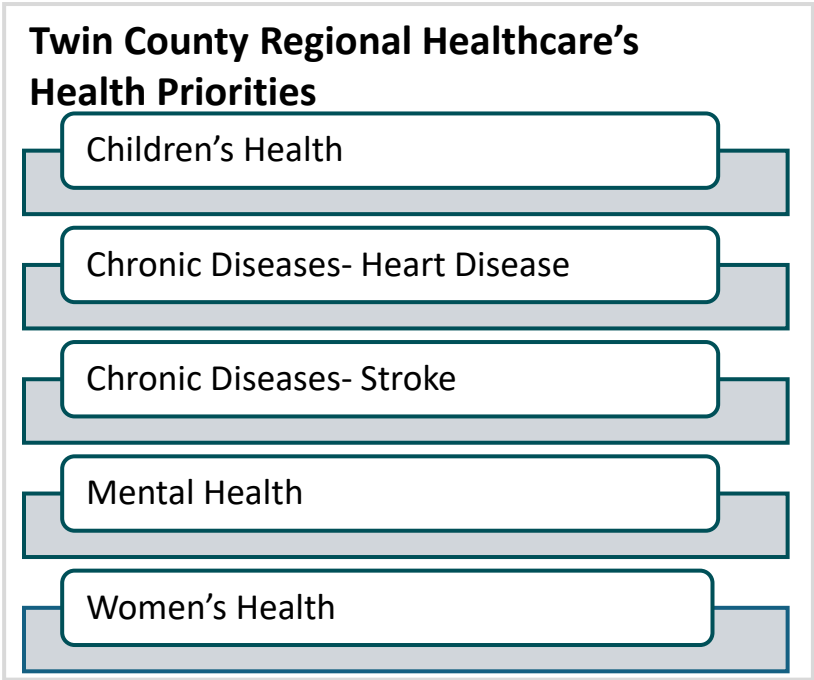 Twin County Regional Healthcare’s
Health Priorities
Children’s Health
Chronic Diseases- Heart Disease
Chronic Diseases- Stroke
Mental Health
Women’s Health